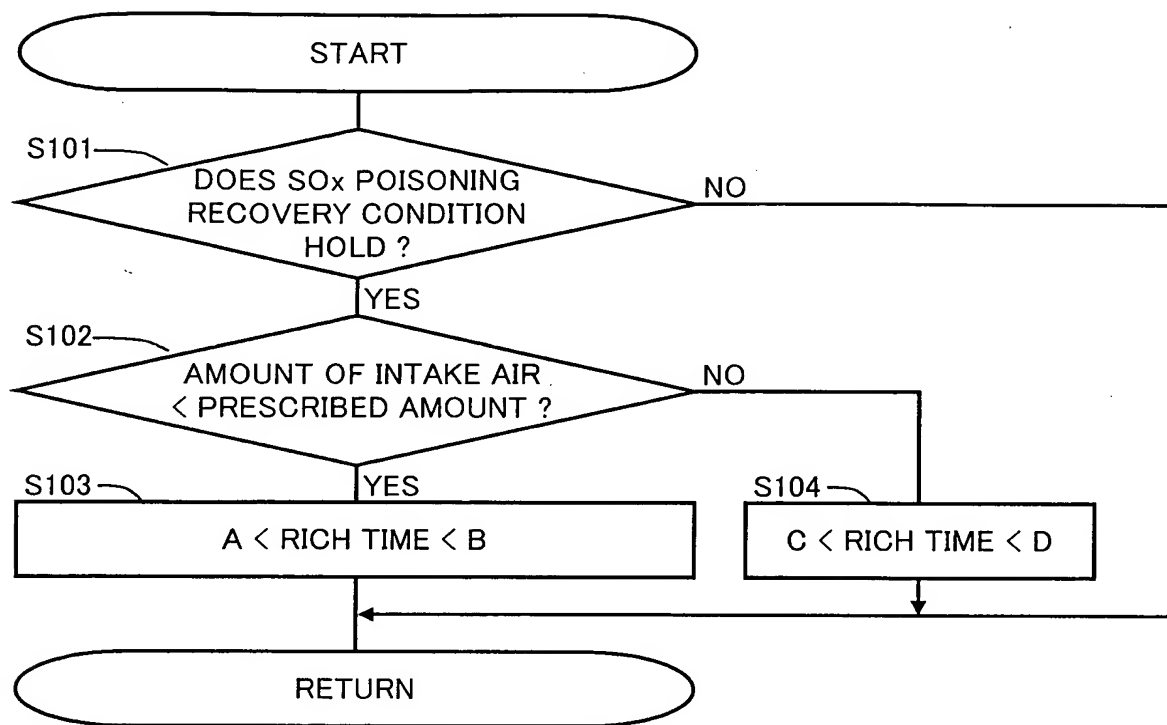 START
S101
DOES SOx POISONING
RECOVERY CONDITION
HOLD ?
NO
YES
S102
AMOUNT OF INTAKE AIR
< PRESCRIBED AMOUNT ?
NO
YES
S103
A < RICH TIME < B
S104
C < RICH TIME < D
RETURN